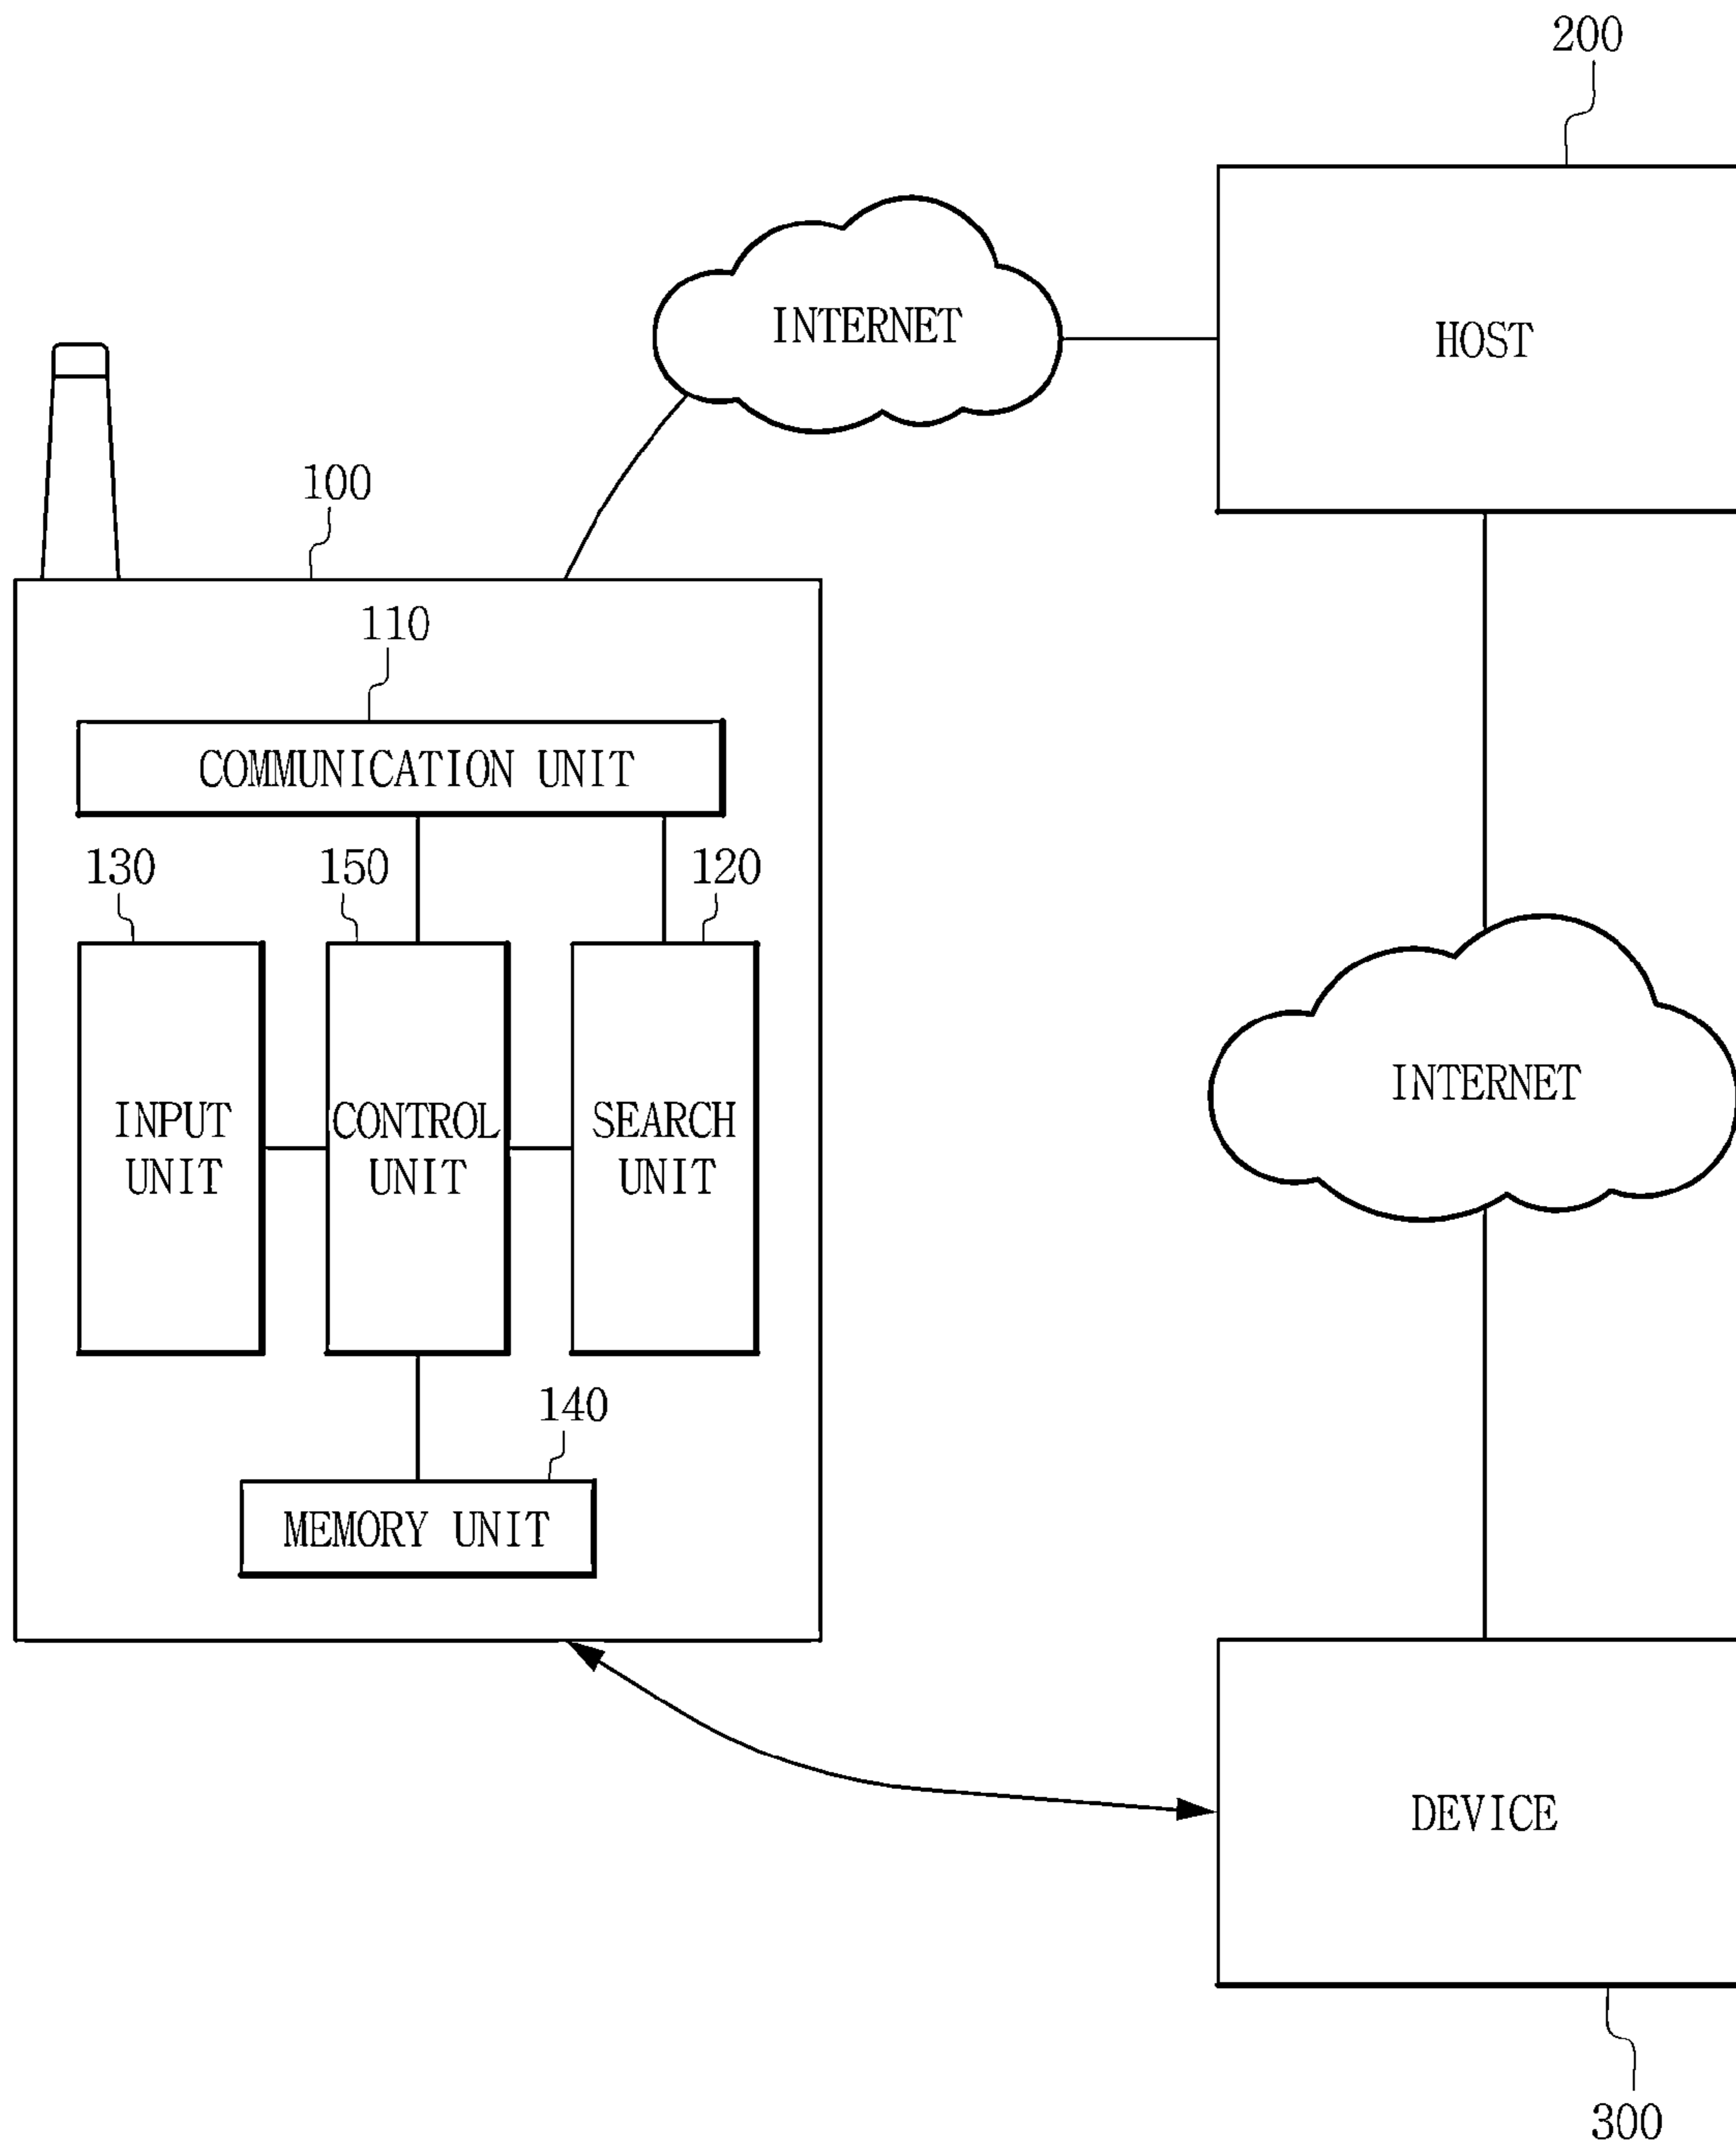 200
INTERNET
HOST
100
110
COMMUNICATION UNIT
130
150
120
INPUT
UNIT
CONTROL
UNIT
SEARCH
UNIT
INTERNET
140
MEMORY UNIT
DEVICE
300